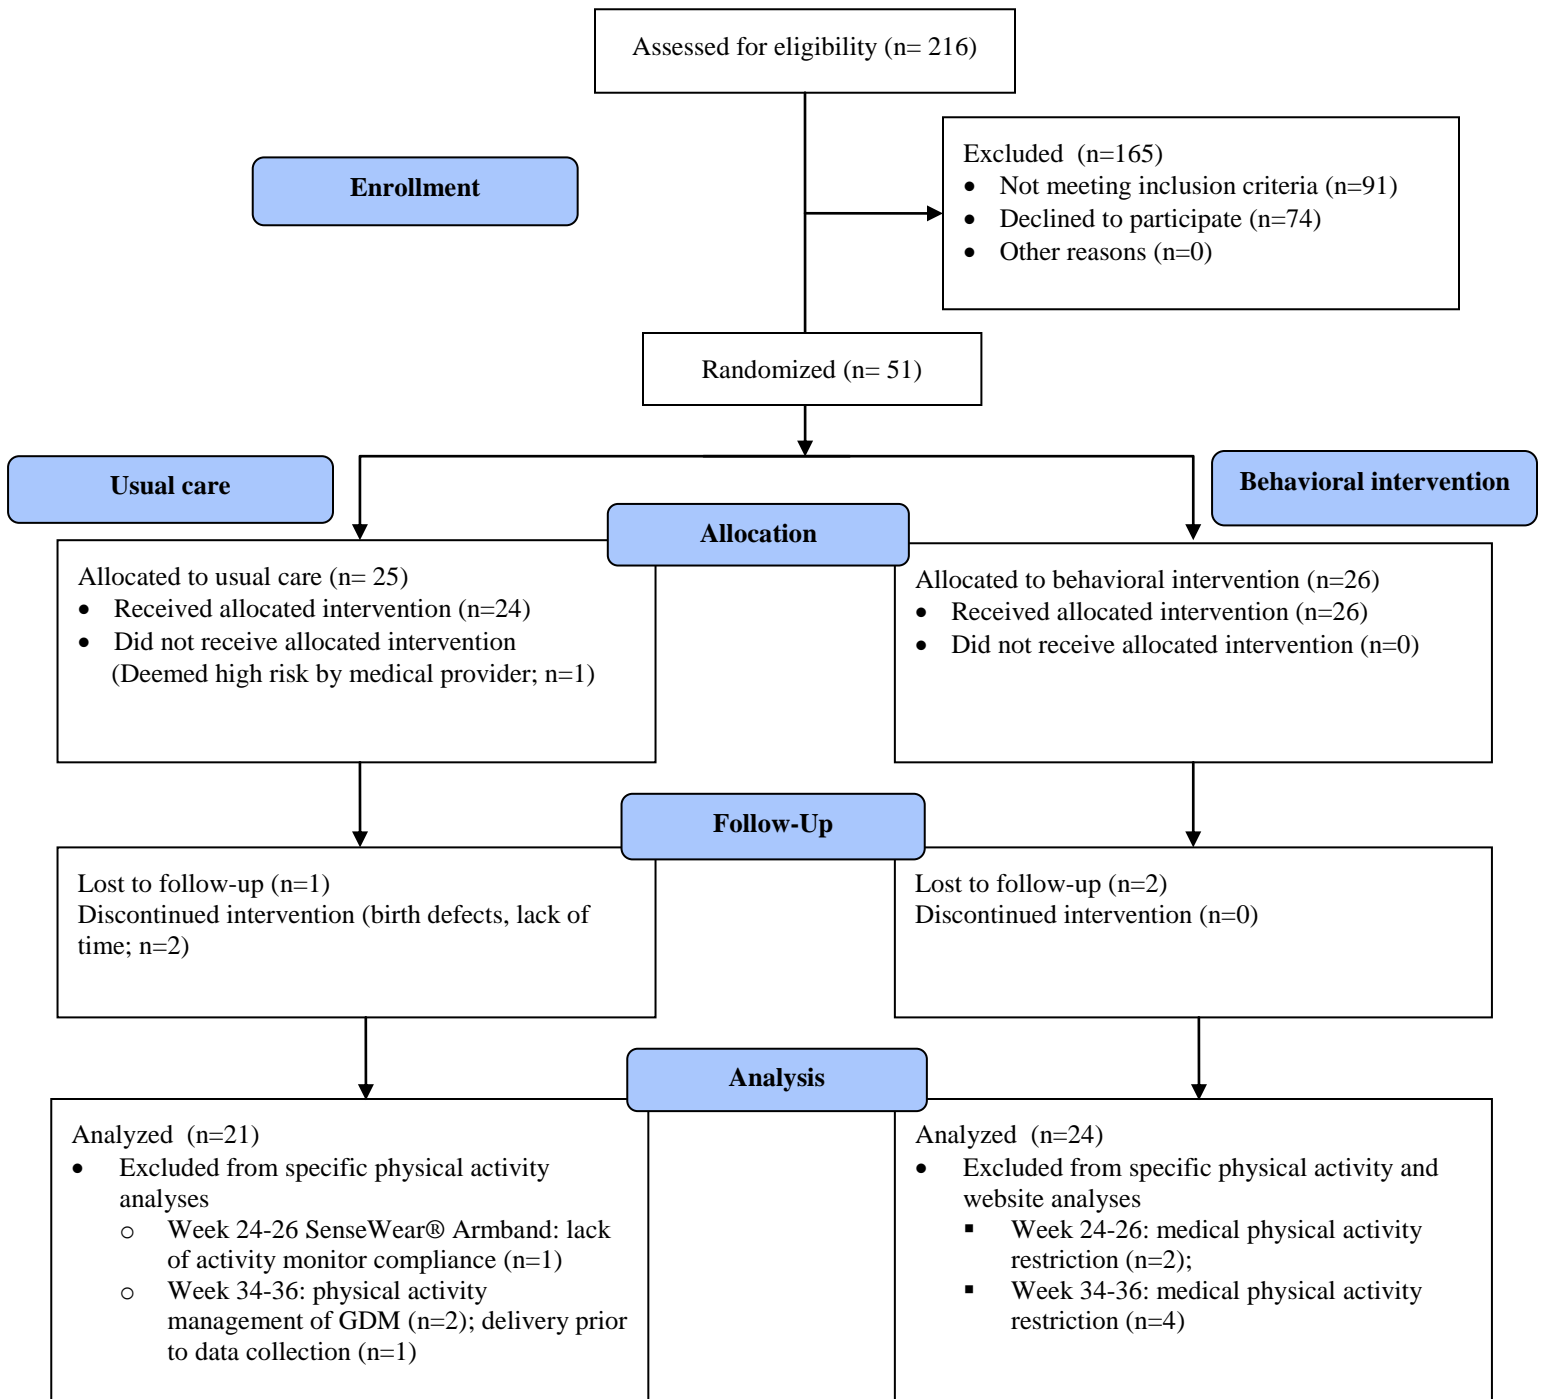 Assessed for eligibility (n= 216)
Enrollment
Excluded  (n=165)
• Not meeting inclusion criteria (n=91)
• Declined to participate (n=74)
• Other reasons (n=0)
Randomized (n= 51)
Usual care
Behavioral intervention
Allocation
Allocated to usual care (n= 25)
• Received allocated intervention (n=24)
• Did not receive allocated intervention
(Deemed high risk by medical provider; n=1)
Allocated to behavioral intervention (n=26)
• Received allocated intervention (n=26)
• Did not receive allocated intervention (n=0)
Follow-Up
Lost to follow-up (n=1)
Discontinued intervention (birth defects, lack of
time; n=2)
Lost to follow-up (n=2)
Discontinued intervention (n=0)
Analysis
Analyzed  (n=21)
• Excluded from specific physical activity
analyses
o Week 24-26 SenseWear® Armband: lack
of activity monitor compliance (n=1)
o Week 34-36: physical activity
management of GDM (n=2); delivery prior
to data collection (n=1)
Analyzed  (n=24)
• Excluded from specific physical activity and
website analyses
▪ Week 24-26: medical physical activity
restriction (n=2);
▪ Week 34-36: medical physical activity
restriction (n=4)